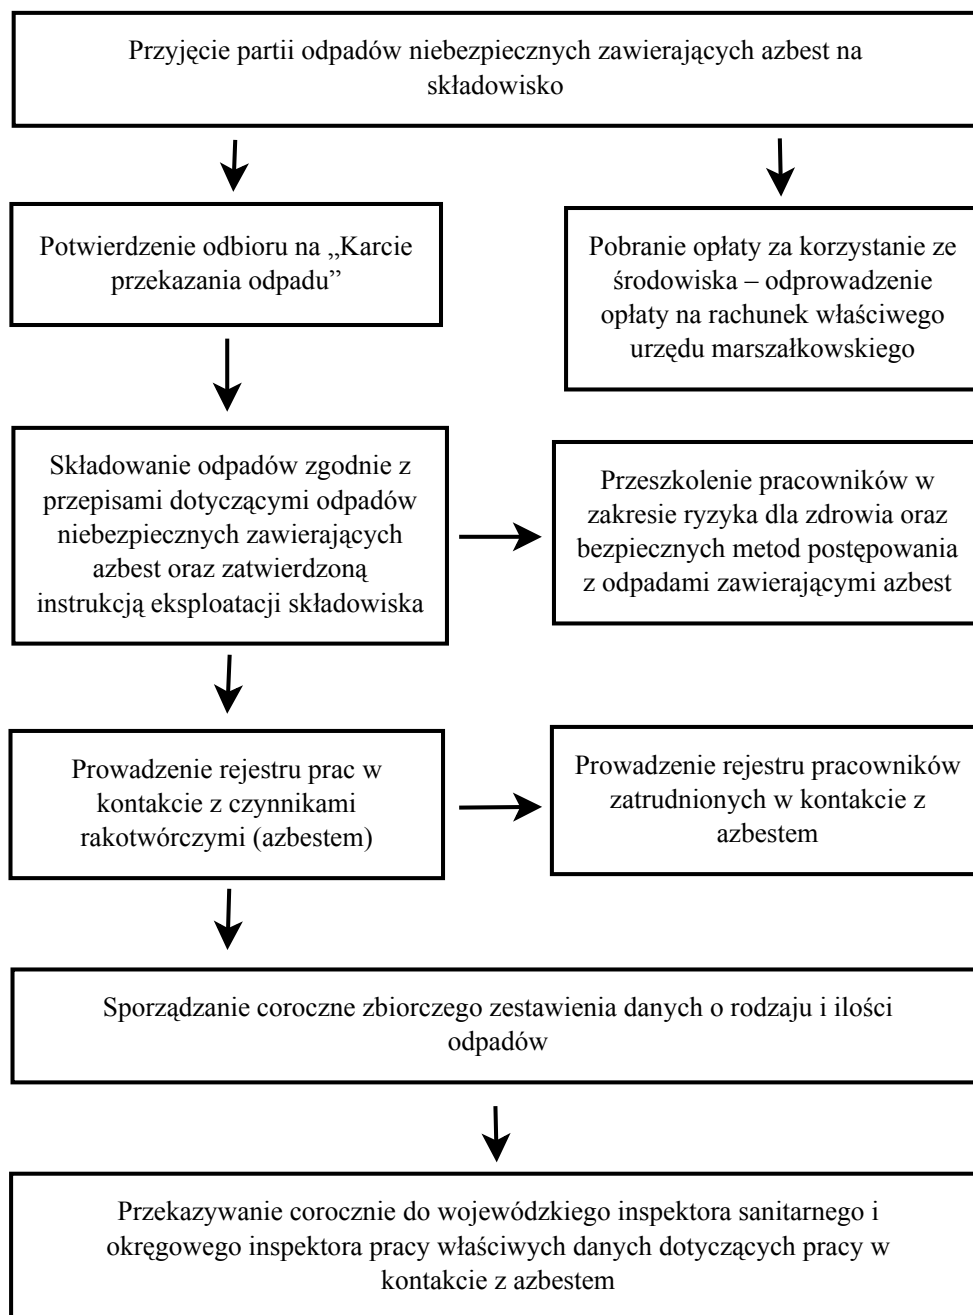 Przyjęcie partii odpadów niebezpiecznych zawierających azbest na
składowisko
Potwierdzenie odbioru na „Karcie
przekazania odpadu”
Pobranie opłaty za korzystanie ze
środowiska – odprowadzenie
opłaty na rachunek właściwego
urzędu marszałkowskiego
Składowanie odpadów zgodnie z
przepisami dotyczącymi odpadów
niebezpiecznych zawierających
azbest oraz zatwierdzoną
instrukcją eksploatacji składowiska
Przeszkolenie pracowników w
zakresie ryzyka dla zdrowia oraz
bezpiecznych metod postępowania
z odpadami zawierającymi azbest
Prowadzenie rejestru prac w
kontakcie z czynnikami
rakotwórczymi (azbestem)
Prowadzenie rejestru pracowników
zatrudnionych w kontakcie z
azbestem
Sporządzanie coroczne zbiorczego zestawienia danych o rodzaju i ilości
odpadów
Przekazywanie corocznie do wojewódzkiego inspektora sanitarnego i
okręgowego inspektora pracy właściwych danych dotyczących pracy w
kontakcie z azbestem